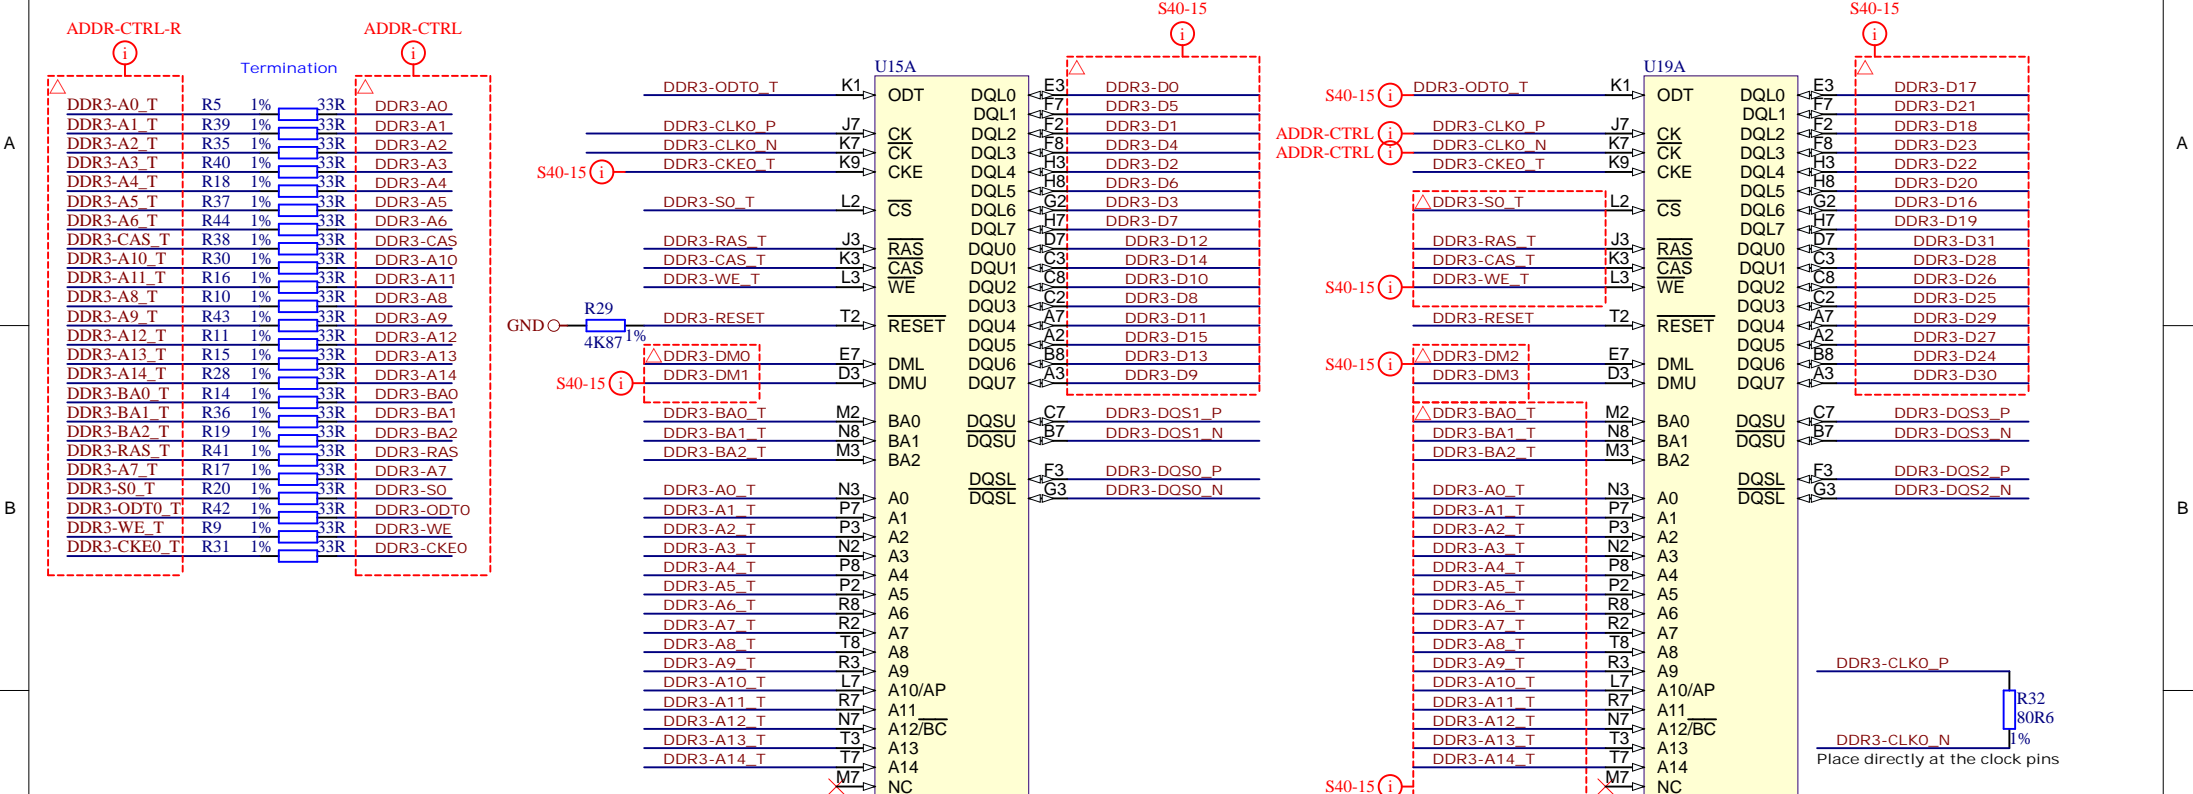 S40-15 S40-15
ADDR-CTRL-R ADDR-CTRL
i i i i
Termination
U15A U19A
DDR3-A0_T R5 1% 33R DDR3-A0
DDR3-A1_T R39 1% 33R DDR3-A1
DDR3-A2_T R35 1% 33R DDR3-A2
DDR3-A3_T R40 1% 33R DDR3-A3
DDR3-A4_T R18 1% 33R DDR3-A4
DDR3-A5_T R37 1% 33R DDR3-A5
DDR3-A6_T R44 1% 33R DDR3-A6
DDR3-CAS_T R38 1% 33R DDR3-CAS
DDR3-A10_T R30 1% 33R DDR3-A10
DDR3-A11_T R16 1% 33R DDR3-A11
DDR3-A8_T R10 1% 33R DDR3-A8
DDR3-A9_T R43 1% 33R DDR3-A9
DDR3-A12_T R11 1% 33R DDR3-A12
DDR3-A13_T R15 1% 33R DDR3-A13
DDR3-A14_T R28 1% 33R DDR3-A14
DDR3-BA0_T R14 1% 33R DDR3-BA0
DDR3-BA1_T R36 1% 33R DDR3-BA1
DDR3-BA2_T R19 1% 33R DDR3-BA2
DDR3-RAS_T R41 1% 33R DDR3-RAS
DDR3-A7_T R17 1% 33R DDR3-A7
DDR3-S0_T R20 1% 33R DDR3-S0
DDR3-ODT0_T R42 1% 33R DDR3-ODT0
DDR3-WE_T R9 1% 33R DDR3-WE
DDR3-CKE0_T R31 1% 33R DDR3-CKE0
A
B
DDR3-ODT0_T K1 ODT
DDR3-CLK0_P J7 CK
DDR3-CLK0_N K7 CK
S40-15 i DDR3-CKE0_T K9 CKE
DDR3-S0_T L2 CS
DDR3-RAS_T J3 RAS
DDR3-CAS_T K3 CAS
DDR3-WE_T L3 WE
GND R29 4K87 1% DDR3-RESET T2 RESET
DDR3-DM0 E7 DML
S40-15 i DDR3-DM1 D3 DMU
DDR3-BA0_T M2 BA0
DDR3-BA1_T N8 BA1
DDR3-BA2_T M3 BA2
DDR3-A0_T N3 A0
DDR3-A1_T P7 A1
DDR3-A2_T P3 A2
DDR3-A3_T N2 A3
DDR3-A4_T P8 A4
DDR3-A5_T P2 A5
DDR3-A6_T R8 A6
DDR3-A7_T R2 A7
DDR3-A8_T T8 A8
DDR3-A9_T R3 A9
DDR3-A10_T L7 A10/AP
DDR3-A11_T R7 A11
DDR3-A12_T N7 A12/BC
DDR3-A13_T T3 A13
DDR3-A14_T T7 A14
M7 NC
DQL0 E3 DDR3-D0
DQL1 F7 DDR3-D5
DQL2 F2 DDR3-D1
DQL3 F8 DDR3-D4
DQL4 H3 DDR3-D2
DQL5 H8 DDR3-D6
DQL6 G2 DDR3-D3
DQL7 H7 DDR3-D7
DQU0 D7 DDR3-D12
DQU1 C3 DDR3-D14
DQU2 C8 DDR3-D10
DQU3 C2 DDR3-D8
DQU4 A7 DDR3-D11
DQU5 A2 DDR3-D15
DQU6 B8 DDR3-D13
DQU7 A3 DDR3-D9
DQSU C7 DDR3-DQS1_P
DQSU B7 DDR3-DQS1_N
DQSL F3 DDR3-DQS0_P
DQSL G3 DDR3-DQS0_N
S40-15 i DDR3-ODT0_T K1 ODT
ADDR-CTRL i DDR3-CLK0_P J7 CK
ADDR-CTRL i DDR3-CLK0_N K7 CK
DDR3-CKE0_T K9 CKE
DDR3-S0_T L2 CS
DDR3-RAS_T J3 RAS
DDR3-CAS_T K3 CAS
S40-15 i DDR3-WE_T L3 WE
DDR3-RESET T2 RESET
S40-15 i DDR3-DM2 E7 DML
DDR3-DM3 D3 DMU
DDR3-BA0_T M2 BA0
DDR3-BA1_T N8 BA1
DDR3-BA2_T M3 BA2
DDR3-A0_T N3 A0
DDR3-A1_T P7 A1
DDR3-A2_T P3 A2
DDR3-A3_T N2 A3
DDR3-A4_T P8 A4
DDR3-A5_T P2 A5
DDR3-A6_T R8 A6
DDR3-A7_T R2 A7
DDR3-A8_T T8 A8
DDR3-A9_T R3 A9
DDR3-A10_T L7 A10/AP
DDR3-A11_T R7 A11
DDR3-A12_T N7 A12/BC
DDR3-A13_T T3 A13
DDR3-A14_T T7 A14
S40-15 i M7 NC
DQL0 E3 DDR3-D17
DQL1 F7 DDR3-D21
DQL2 F2 DDR3-D18
DQL3 F8 DDR3-D23
DQL4 H3 DDR3-D22
DQL5 H8 DDR3-D20
DQL6 G2 DDR3-D16
DQL7 H7 DDR3-D19
DQU0 D7 DDR3-D31
DQU1 C3 DDR3-D28
DQU2 C8 DDR3-D26
DQU3 C2 DDR3-D25
DQU4 A7 DDR3-D29
DQU5 A2 DDR3-D27
DQU6 B8 DDR3-D24
DQU7 A3 DDR3-D30
DQSU C7 DDR3-DQS3_P
DQSU B7 DDR3-DQS3_N
DQSL F3 DDR3-DQS2_P
DQSL G3 DDR3-DQS2_N
DDR3-CLK0_P
R32
80R6
1%
DDR3-CLK0_N
Place directly at the clock pins
A
B